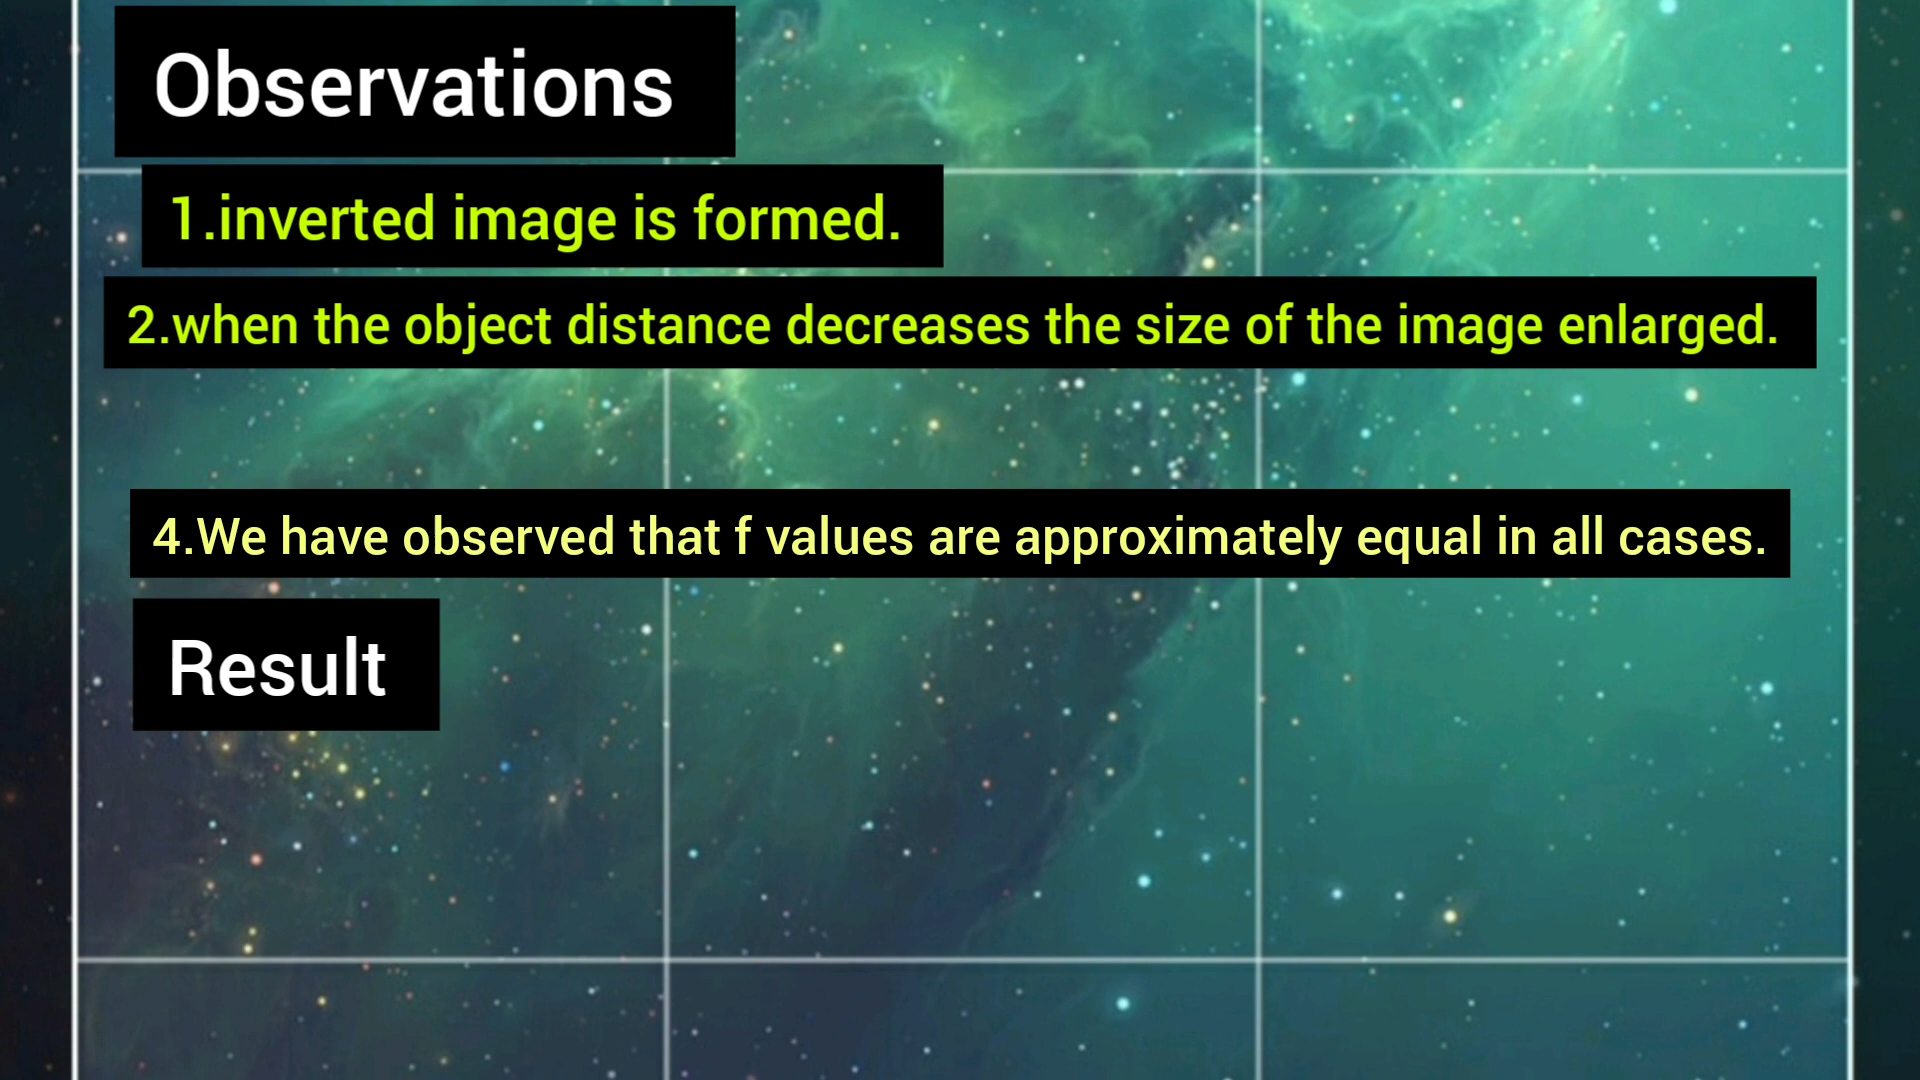 Observations
1.inverted image is formed.
2.when the object distance decreases the size of the image enlarged.
4.We have observed that f values are approximately equal in all cases.
Result